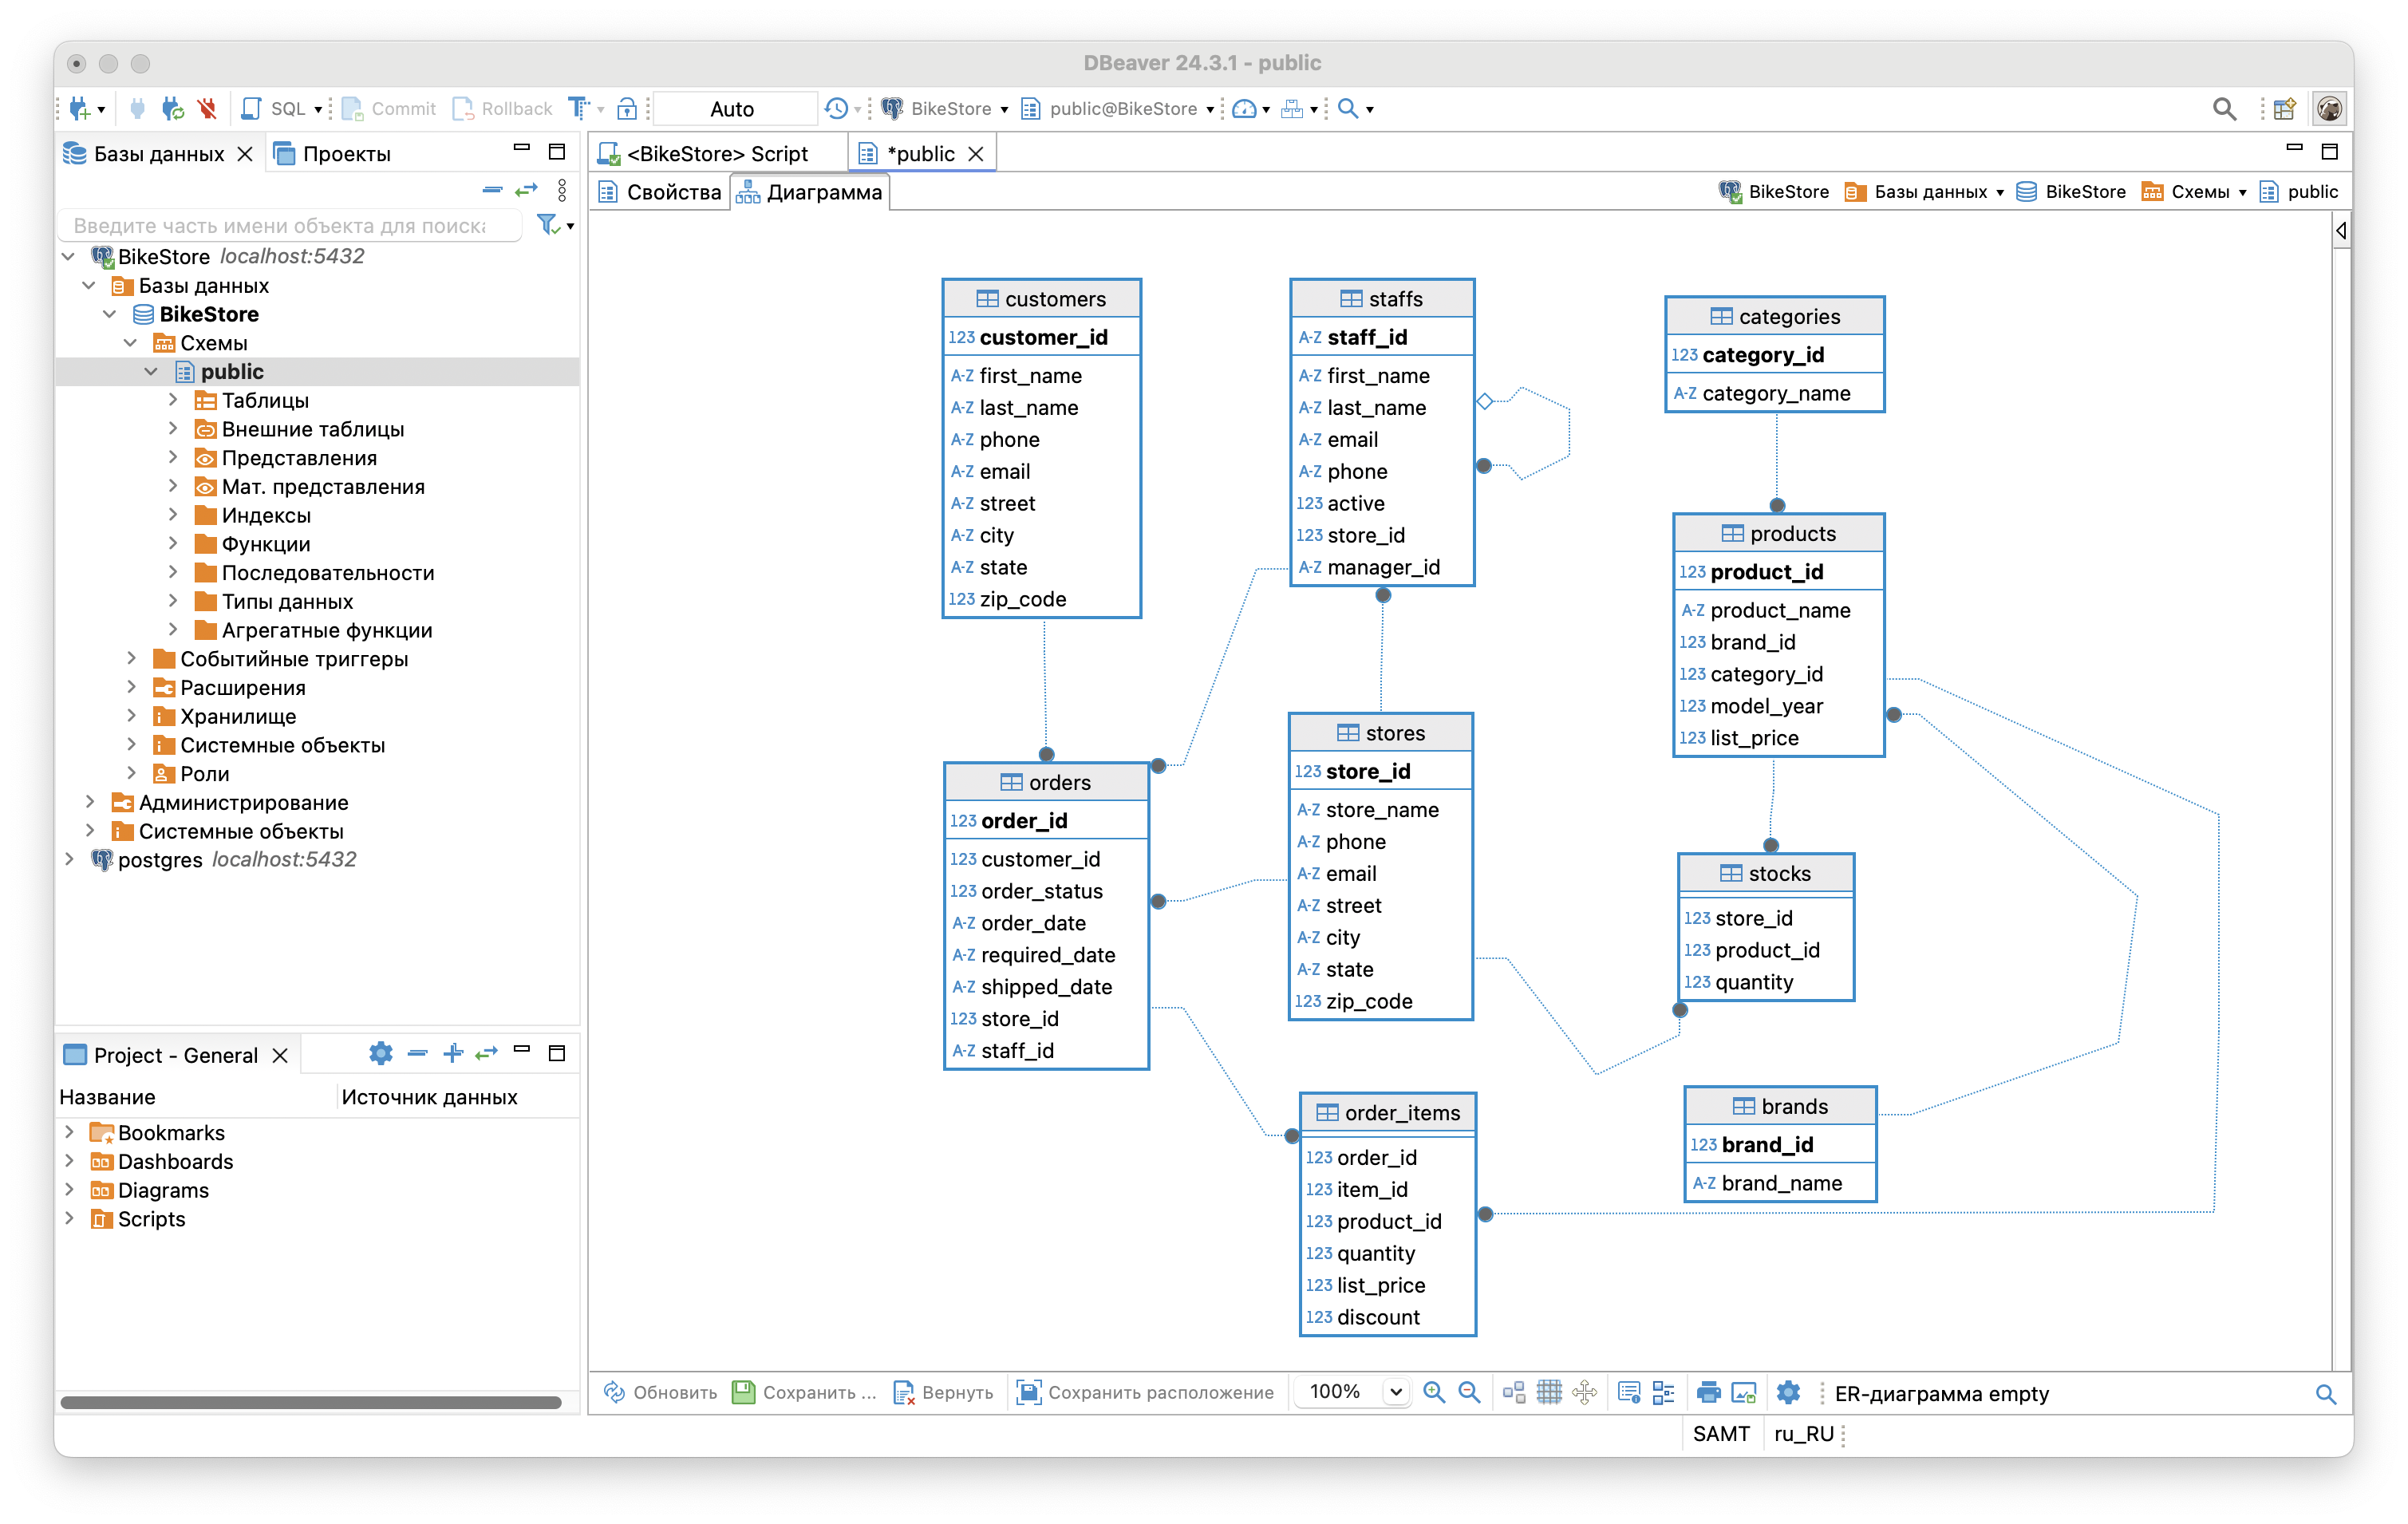 DBeaver 24.3.1 - public
SQL Commit Rollback Auto BikeStore public@BikeStore
Базы данных Проекты
Введите часть имени объекта для поиска
BikeStore localhost:5432
Базы данных
BikeStore
Схемы
public
Таблицы
Внешние таблицы
Представления
Мат. представления
Индексы
Функции
Последовательности
Типы данных
Агрегатные функции
Событийные триггеры
Расширения
Хранилище
Системные объекты
Роли
Администрирование
Системные объекты
postgres localhost:5432
Project - General
Название Источник данных
Bookmarks
Dashboards
Diagrams
Scripts
<BikeStore> Script *public
Свойства Диаграмма BikeStore Базы данных BikeStore Схемы public
customers
123 customer_id
A-Z first_name
A-Z last_name
A-Z phone
A-Z email
A-Z street
A-Z city
A-Z state
123 zip_code
staffs
A-Z staff_id
A-Z first_name
A-Z last_name
A-Z email
A-Z phone
123 active
123 store_id
A-Z manager_id
categories
123 category_id
A-Z category_name
products
123 product_id
A-Z product_name
123 brand_id
123 category_id
123 model_year
123 list_price
orders
123 order_id
123 customer_id
123 order_status
A-Z order_date
A-Z required_date
A-Z shipped_date
123 store_id
A-Z staff_id
stores
123 store_id
A-Z store_name
A-Z phone
A-Z email
A-Z street
A-Z city
A-Z state
123 zip_code
stocks
123 store_id
123 product_id
123 quantity
order_items
123 order_id
123 item_id
123 product_id
123 quantity
123 list_price
123 discount
brands
123 brand_id
A-Z brand_name
Обновить Сохранить ... Вернуть Сохранить расположение 100% ER-диаграмма empty
SAMT ru_RU